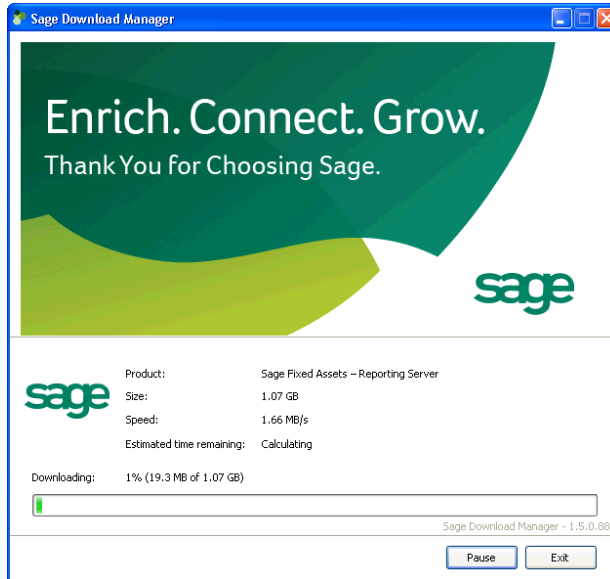 Sage Download Manager
Enrich. Connect. Grow.
Thank You for Choosing Sage.
sage
sage
Product: Sage Fixed Assets – Reporting Server
Size: 1.07 GB
Speed: 1.66 MB/s
Estimated time remaining: Calculating
Downloading: 1% (19.3 MB of 1.07 GB)
Sage Download Manager - 1.5.0.88
Pause Exit